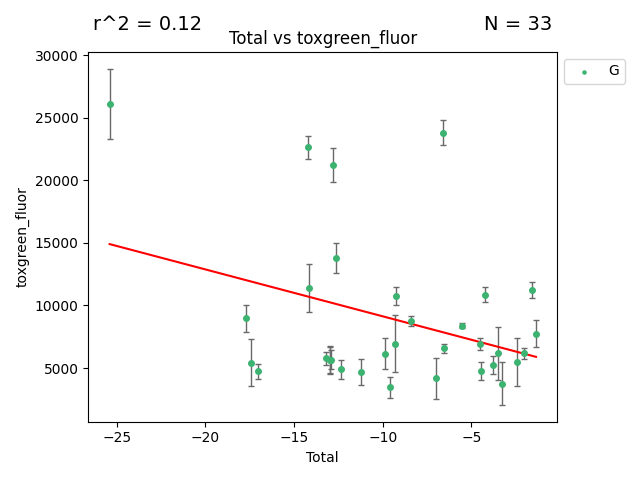 r^2 = 0.12
N = 33
Total vs toxgreen_fluor
G
30000
25000
20000
15000
10000
5000
toxgreen_fluor
−25
−20
−15
−10
−5
Total